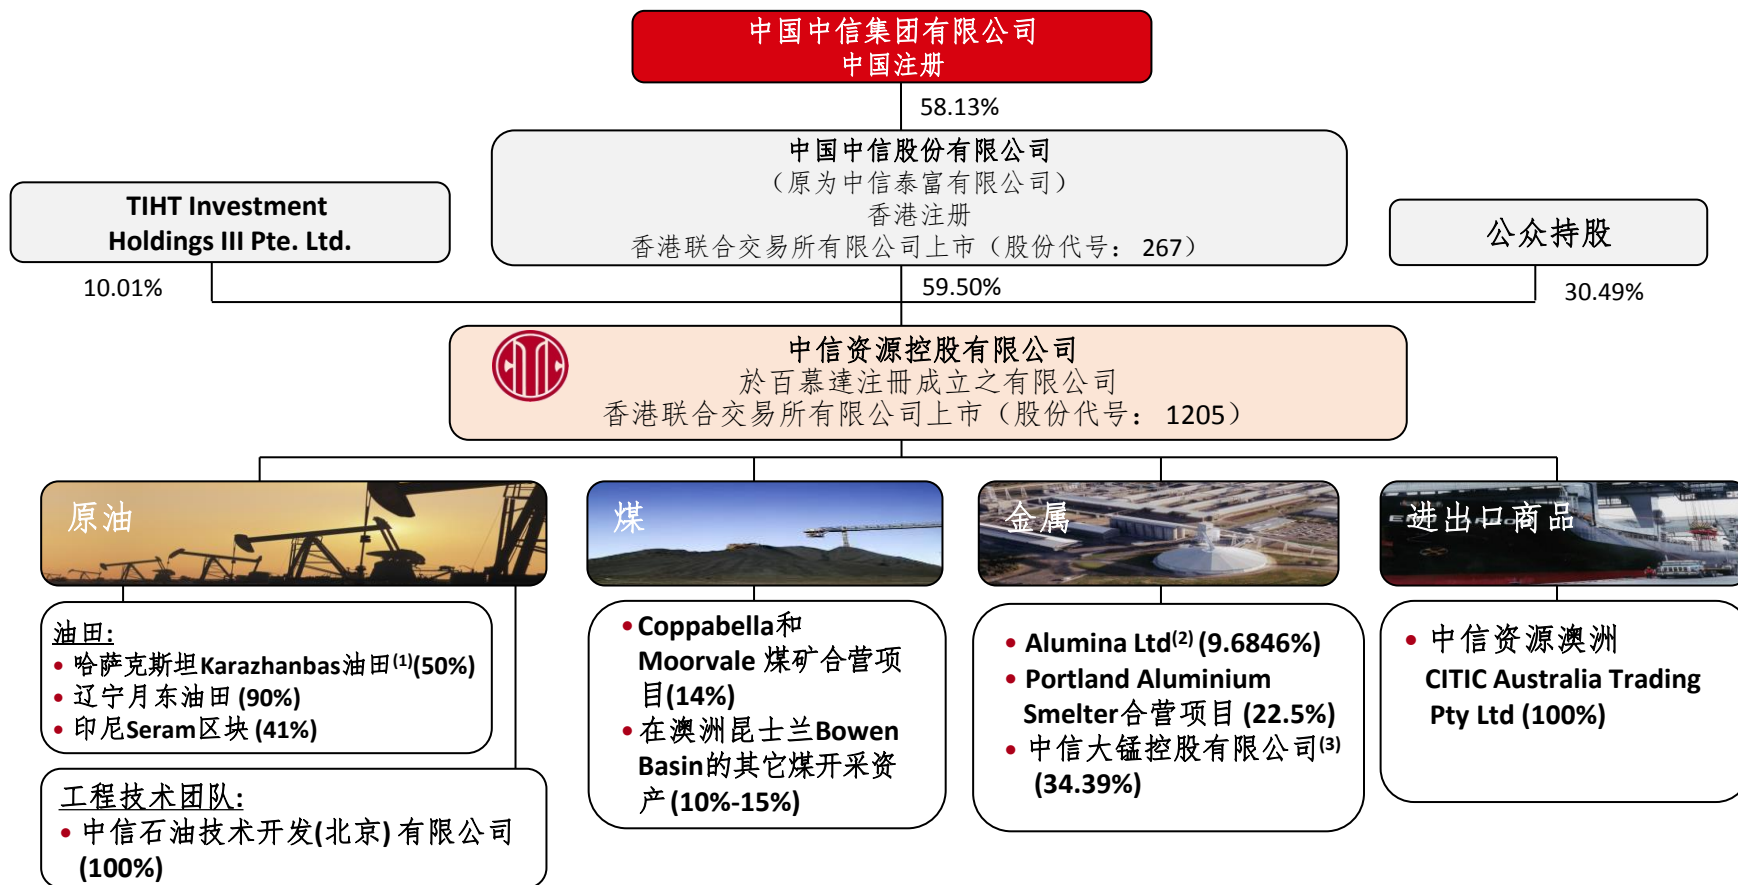 中国中信集团有限公司
中国注册
58.13%
中国中信股份有限公司
（原为中信泰富有限公司）
香港注册
香港联合交易所有限公司上市（股份代号： 267）
TIHT Investment
Holdings III Pte. Ltd.
公众持股
10.01%
59.50%
30.49%
中信资源控股有限公司
於百慕達注冊成立之有限公司
香港联合交易所有限公司上市（股份代号： 1205）
原油
煤
金属
进出口商品
油田:
• 哈萨克斯坦Karazhanbas油田(1)(50%)
• 辽宁月东油田 (90%)
• 印尼Seram区块 (41%)
工程技术团队:
• 中信石油技术开发(北京) 有限公司
(100%)
• Coppabella和
Moorvale 煤矿合营项
目(14%)
• 在澳洲昆士兰Bowen
Basin的其它煤开采资
产 (10%-15%)
• Alumina Ltd(2) (9.6846%)
• Portland Aluminium
Smelter合营项目 (22.5%)
• 中信大锰控股有限公司(3)
(34.39%)
• 中信资源澳洲
CITIC Australia Trading
Pty Ltd (100%)